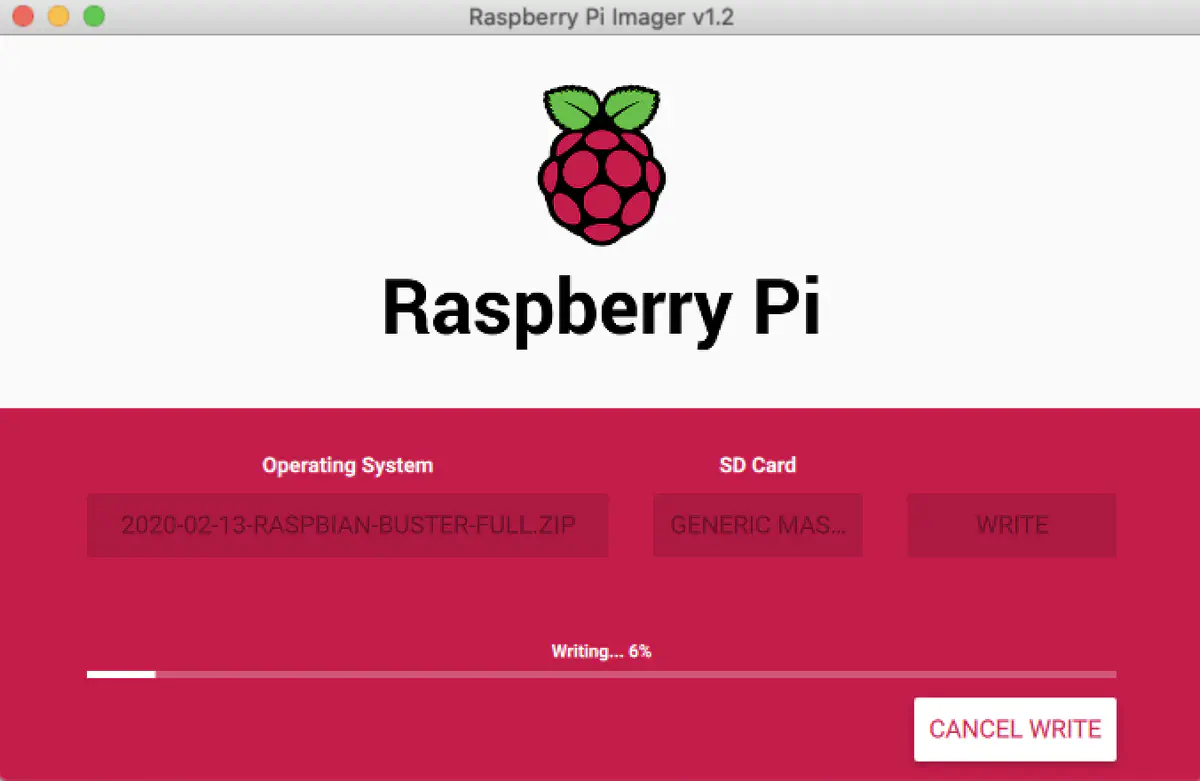 Raspberry Pi Imager v1.2
Raspberry Pi
Operating System
SD Card
2020-02-13-RASPBIAN-BUSTER-FULL.ZIP
GENERIC MAS...
WRITE
Writing... 6%
CANCEL WRITE